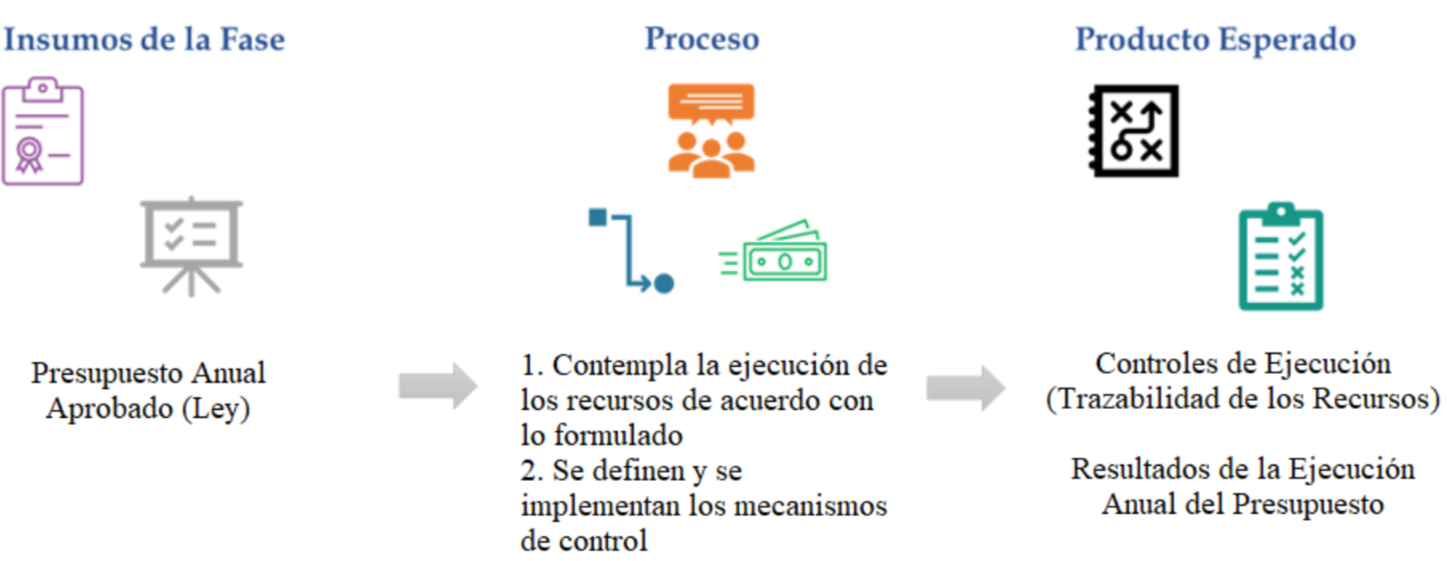 Insumos de la Fase
Proceso
Producto Esperado
Presupuesto Anual
Aprobado (Ley)
1. Contempla la ejecución de
los recursos de acuerdo con
lo formulado
2. Se definen y se
implementan los mecanismos
de control
Controles de Ejecución
(Trazabilidad de los Recursos)
Resultados de la Ejecución
Anual del Presupuesto